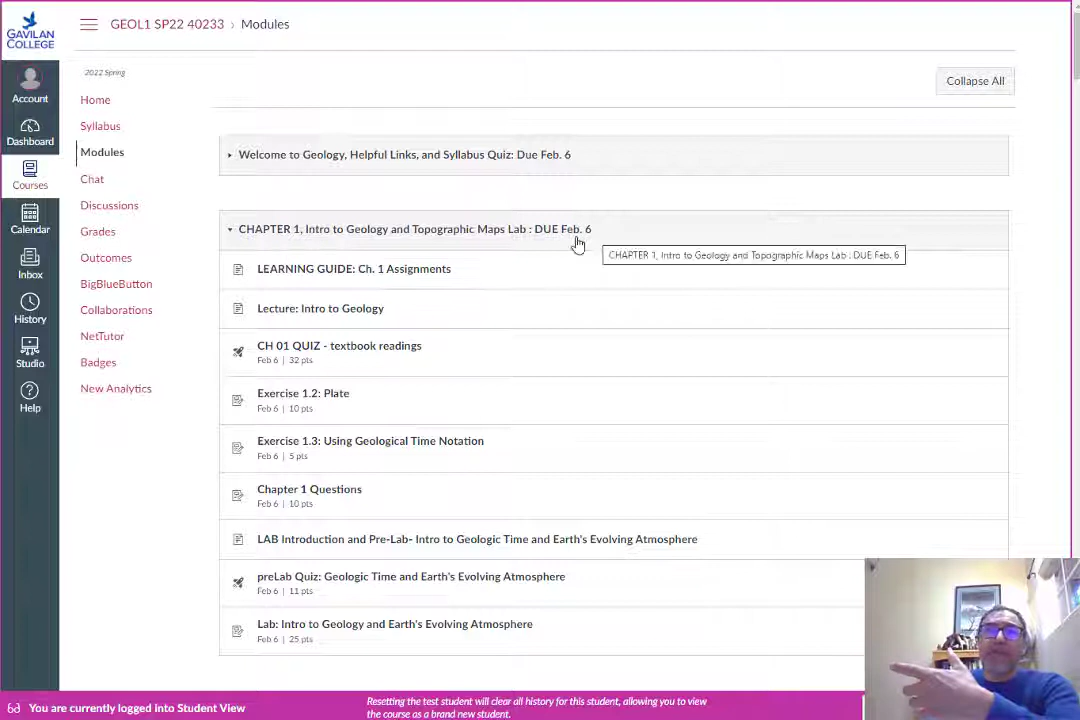 GAVILAN
COLLEGE
GEOL1 SP22 40233 › Modules
2022 Spring
Account
Dashboard
Courses
Calendar
Inbox
History
Studio
Help
Home
Syllabus
Modules
Chat
Discussions
Grades
Outcomes
BigBlueButton
Collaborations
NetTutor
Badges
New Analytics
Collapse All
Welcome to Geology, Helpful Links, and Syllabus Quiz: Due Feb. 6
CHAPTER 1, Intro to Geology and Topographic Maps Lab : DUE Feb. 6
CHAPTER 1, Intro to Geology and Topographic Maps Lab : DUE Feb. 6
LEARNING GUIDE: Ch. 1 Assignments
Lecture: Intro to Geology
CH 01 QUIZ - textbook readings
Feb 6 | 32 pts
Exercise 1.2: Plate
Feb 6 | 10 pts
Exercise 1.3: Using Geological Time Notation
Feb 6 | 5 pts
Chapter 1 Questions
Feb 6 | 10 pts
LAB Introduction and Pre-Lab- Intro to Geologic Time and Earth's Evolving Atmosphere
preLab Quiz: Geologic Time and Earth's Evolving Atmosphere
Feb 6 | 11 pts
Lab: Intro to Geology and Earth's Evolving Atmosphere
Feb 6 | 25 pts
You are currently logged into Student View
Resetting the test student will clear all history for this student, allowing you to view
the course as a brand new student.